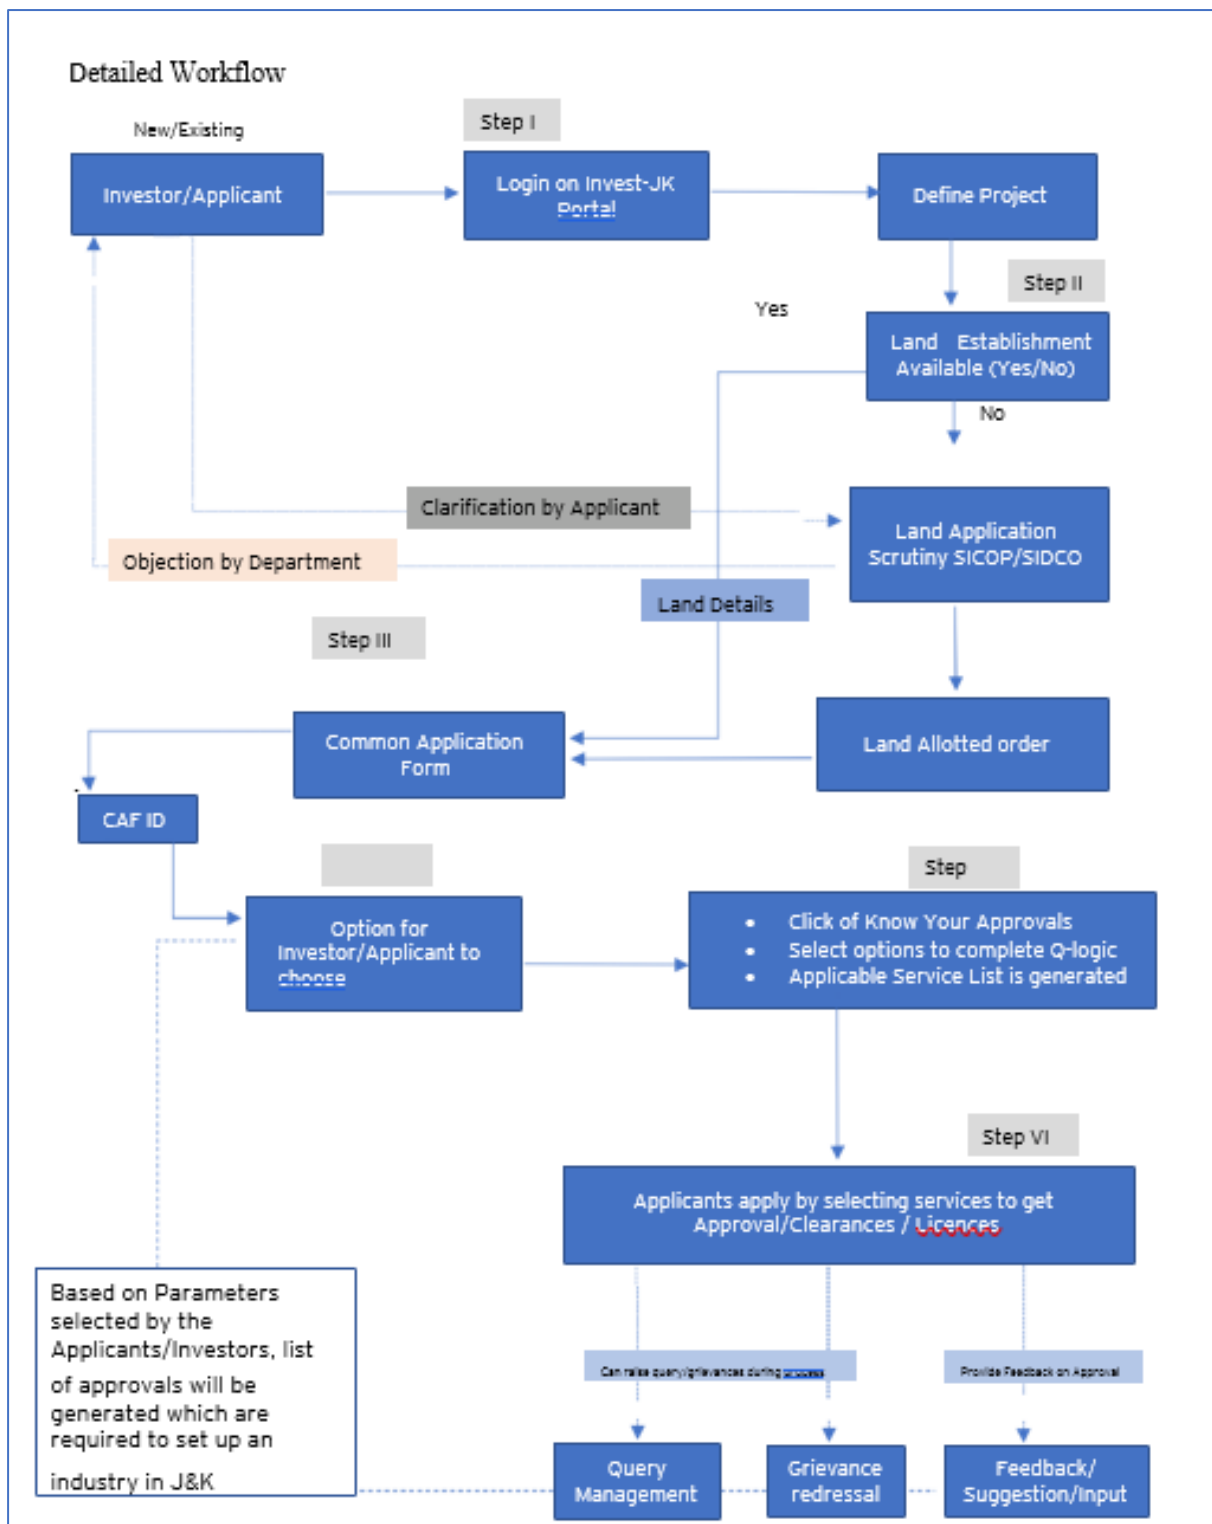 Detailed Workflow
New/Existing
Step I
Investor/Applicant
Login on Invest-JK
Portal
Define Project
Step II
Yes
Land Establishment
Available (Yes/No)
No
Clarification by Applicant
Land Application
Scrutiny SICOP/SIDCO
Objection by Department
Land Details
Step III
Common Application
Form
Land Allotted order
CAF ID
Step
Option for
Investor/Applicant to
choose
• Click of Know Your Approvals
• Select options to complete Q-logic
• Applicable Service List is generated
Step VI
Applicants apply by selecting services to get
Approval/Clearances / Licences
Based on Parameters
selected by the
Applicants/Investors, list
of approvals will be
generated which are
required to set up an
industry in J&K
Can raise query/grievances during process
Provide Feedback on Approval
Query
Management
Grievance
redressal
Feedback/
Suggestion/Input